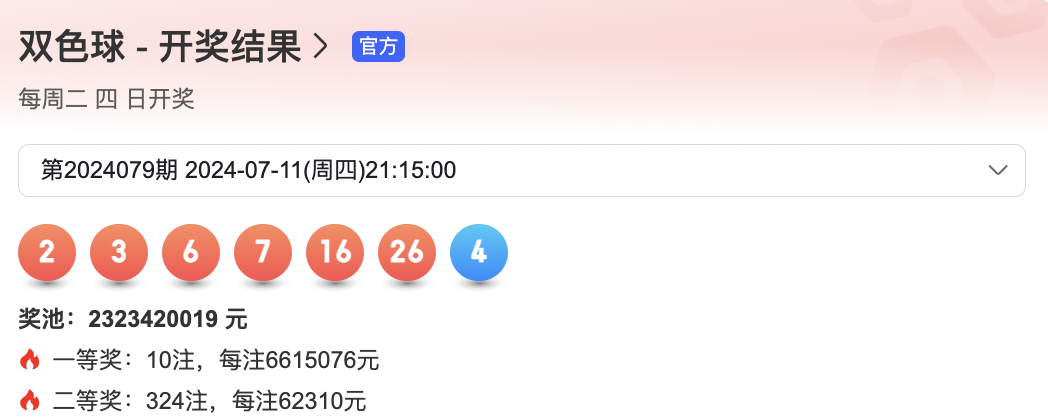 双色球 - 开奖结果 官方
每周二 四 日开奖
第2024079期 2024-07-11(周四)21:15:00
2 3 6 7 16 26 4
奖池：2323420019 元
一等奖：10注，每注6615076元
二等奖：324注，每注62310元